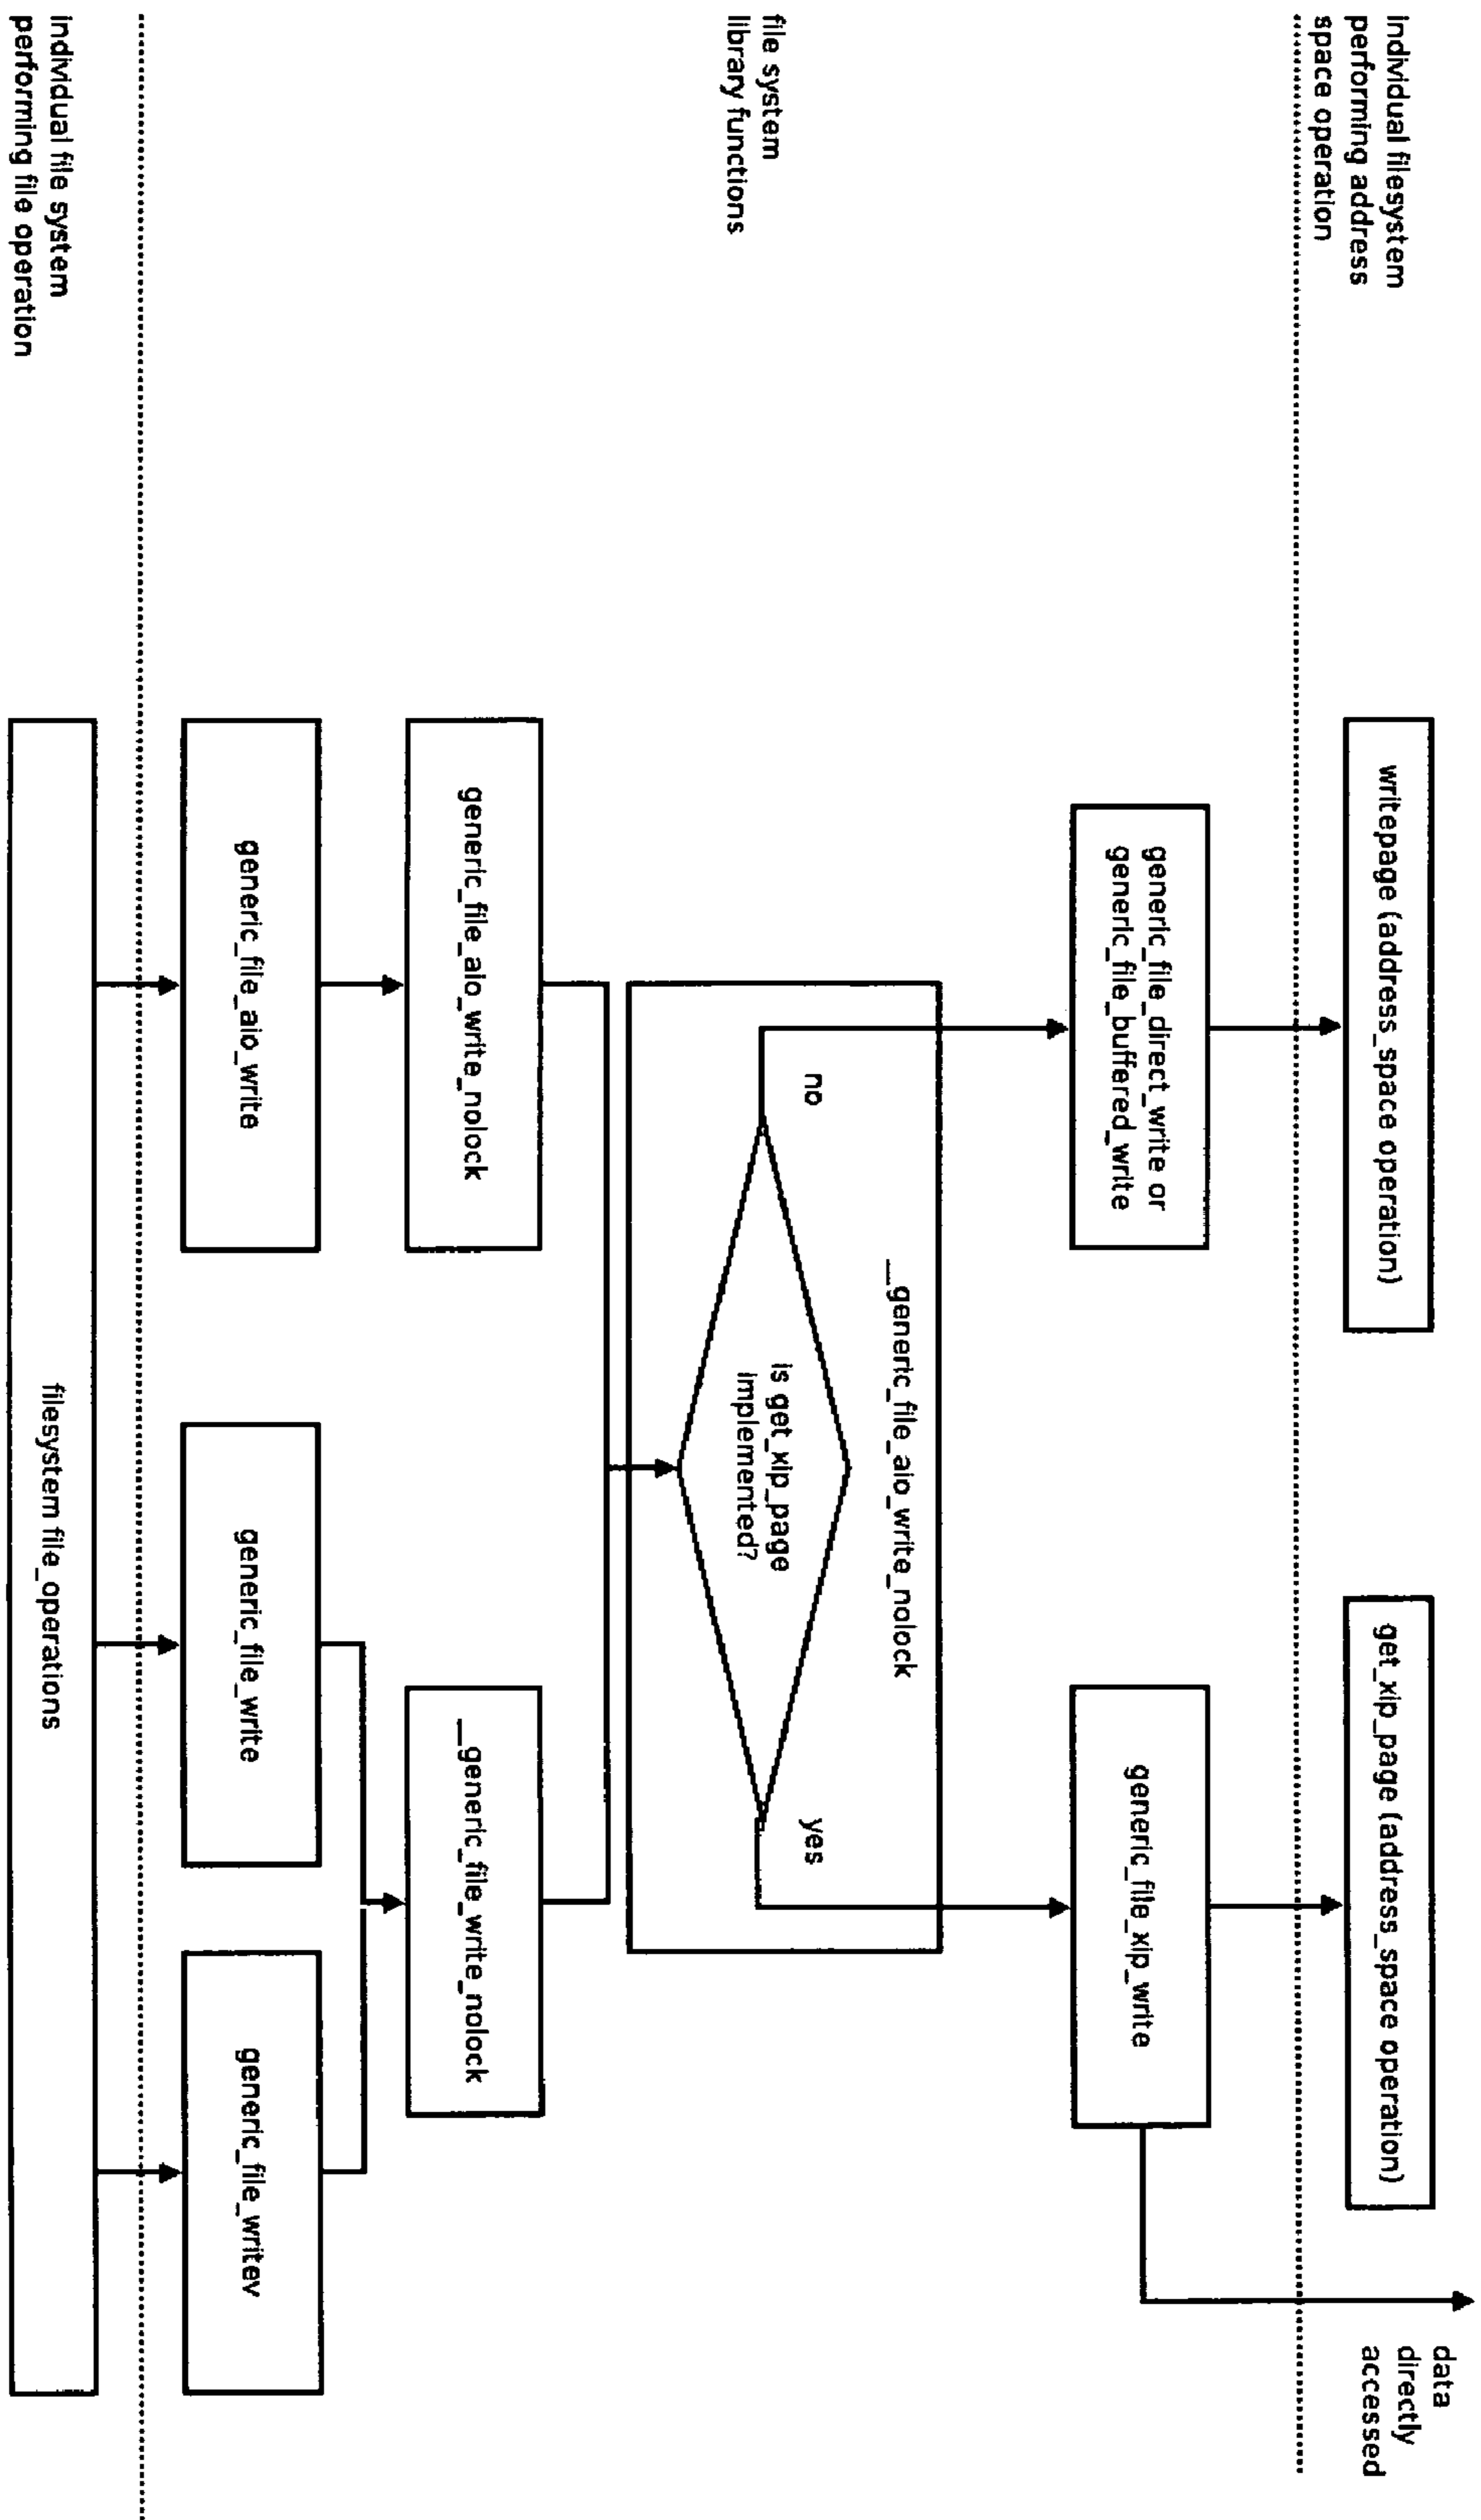 individual filesystem
performing address
space operation
writepage (address_space operation)
get_xip_page (address_space operation)
data
directly
accessed
generic_file_direct_write or
generic_file_buffered_write
generic_file_xip_write
file system
library functions
__generic_file_aio_write_nolock
no
is get_xip_page
implemented?
yes
generic_file_aio_write_nolock
__generic_file_write_nolock
generic_file_aio_write
generic_file_write
generic_file_writev
individual file system
performing file operation
filesystem file_operations